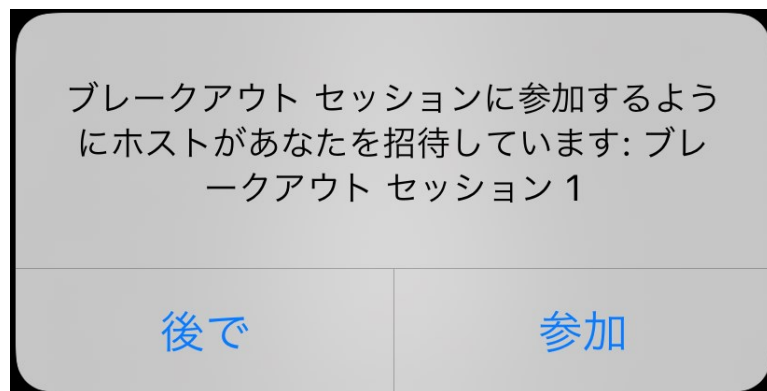 ブレークアウト セッションに参加するよう
にホストがあなたを招待しています: ブレ
ークアウト セッション 1
後で
参加